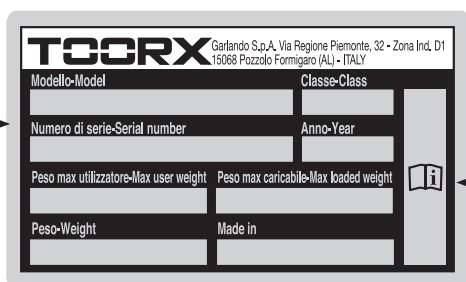 TOORX
Garlando S.p.A. Via Regione Piemonte, 32 - Zona Ind. D1
15068 Pozzolo Formigaro (AL) - ITALY
Modello-Model Classe-Class
Numero di serie-Serial number Anno-Year
Peso max utilizzatore-Max user weight Peso max caricabile-Max loaded weight
Peso-Weight Made in
i